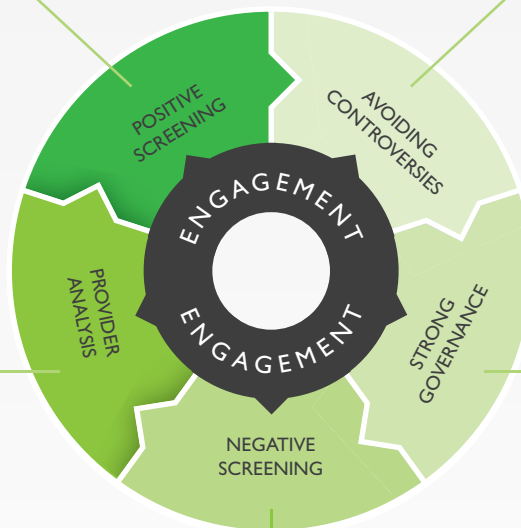 POSITIVE
SCREENING
AVOIDING
CONTROVERSIES
ENGAGEMENT
ENGAGEMENT
PROVIDER
ANALYSIS
STRONG
GOVERNANCE
NEGATIVE
SCREENING